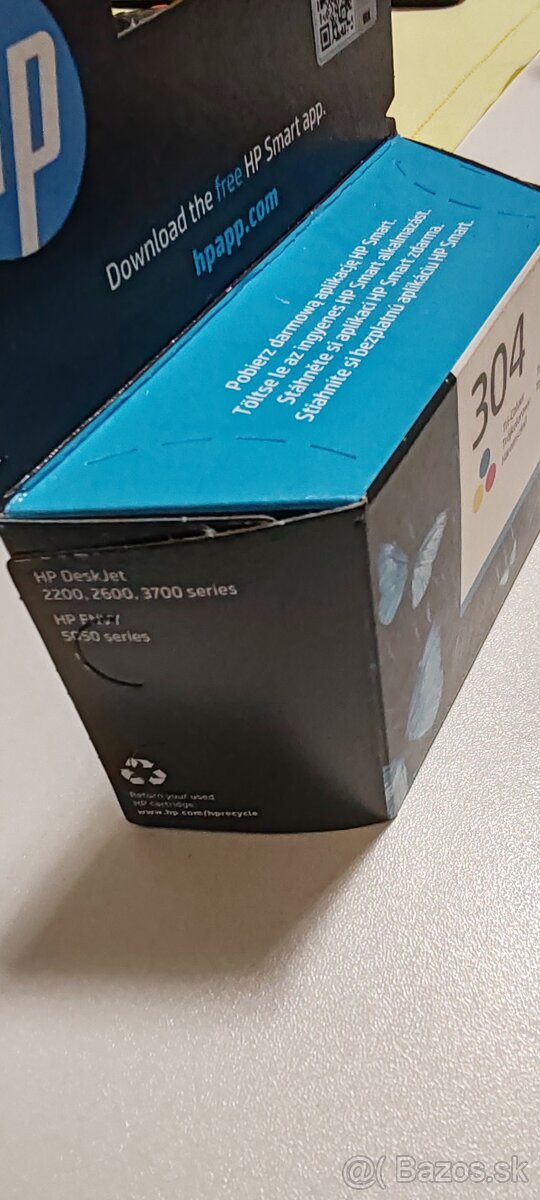 hp
Download the free HP Smart app.
hpapp.com
Pobierz darmową aplikację HP Smart.
Töltse le az ingyenes HP Smart alkalmazást.
Stáhněte si aplikaci HP Smart zdarma.
Stiahnite si bezplatnú aplikáciu HP Smart.
304
HP DeskJet
2200, 2600, 3700 series
HP ENVY
5050 series
Return your used
HP cartridge:
www.hp.com/hprecycle
@( Bazos.sk